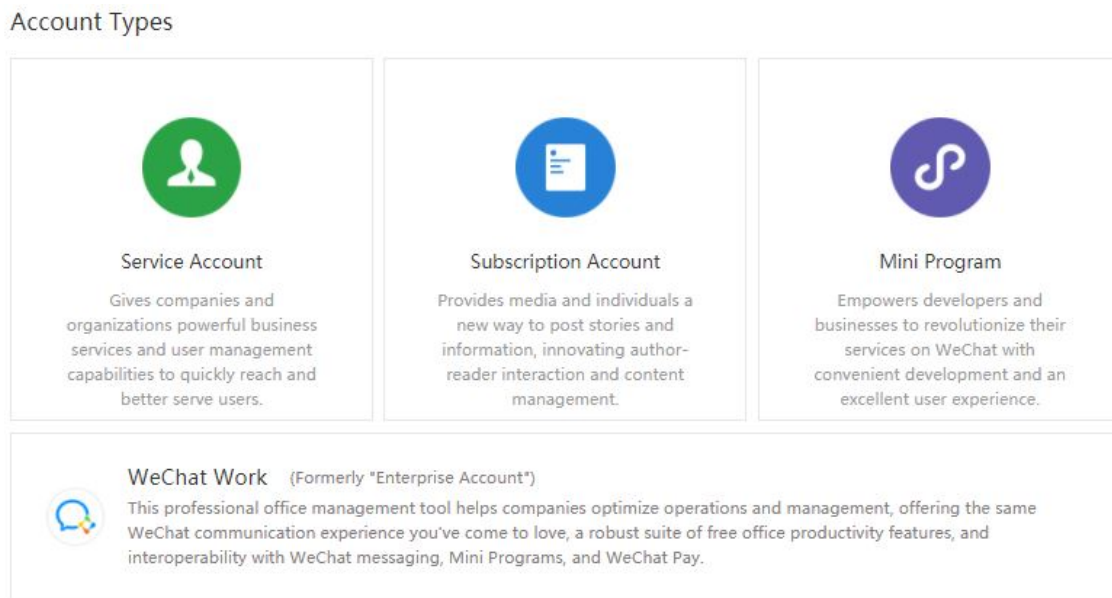 Account Types
Service Account
Gives companies and
organizations powerful business
services and user management
capabilities to quickly reach and
better serve users.
Subscription Account
Provides media and individuals a
new way to post stories and
information, innovating author-
reader interaction and content
management.
Mini Program
Empowers developers and
businesses to revolutionize their
services on WeChat with
convenient development and an
excellent user experience.
WeChat Work (Formerly "Enterprise Account")
This professional office management tool helps companies optimize operations and management, offering the same
WeChat communication experience you've come to love, a robust suite of free office productivity features, and
interoperability with WeChat messaging, Mini Programs, and WeChat Pay.